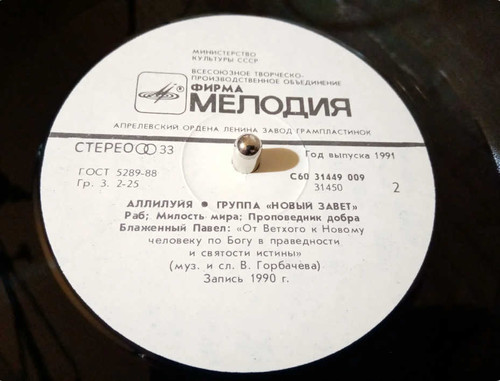 МИНИСТЕРСТВО
КУЛЬТУРЫ СССР
ВСЕСОЮЗНОЕ ТВОРЧЕСКО-
ПРОИЗВОДСТВЕННОЕ ОБЪЕДИНЕНИЕ
ФИРМА
МЕЛОДИЯ
АПРЕЛЕВСКИЙ ОРДЕНА ЛЕНИНА ЗАВОД ГРАМПЛАСТИНОК
СТЕРЕО 33
Год выпуска 1991
ГОСТ 5289-88
С60 31449 009
Гр. 3. 2-25
31450
2
АЛЛИЛУЙЯ • ГРУППА «НОВЫЙ ЗАВЕТ»
Раб; Милость мира; Проповедник добра
Блаженный Павел: «От Ветхого к Новому
человеку по Богу в праведности
и святости истины»
(муз. и сл. В. Горбачёва)
Запись 1990 г.